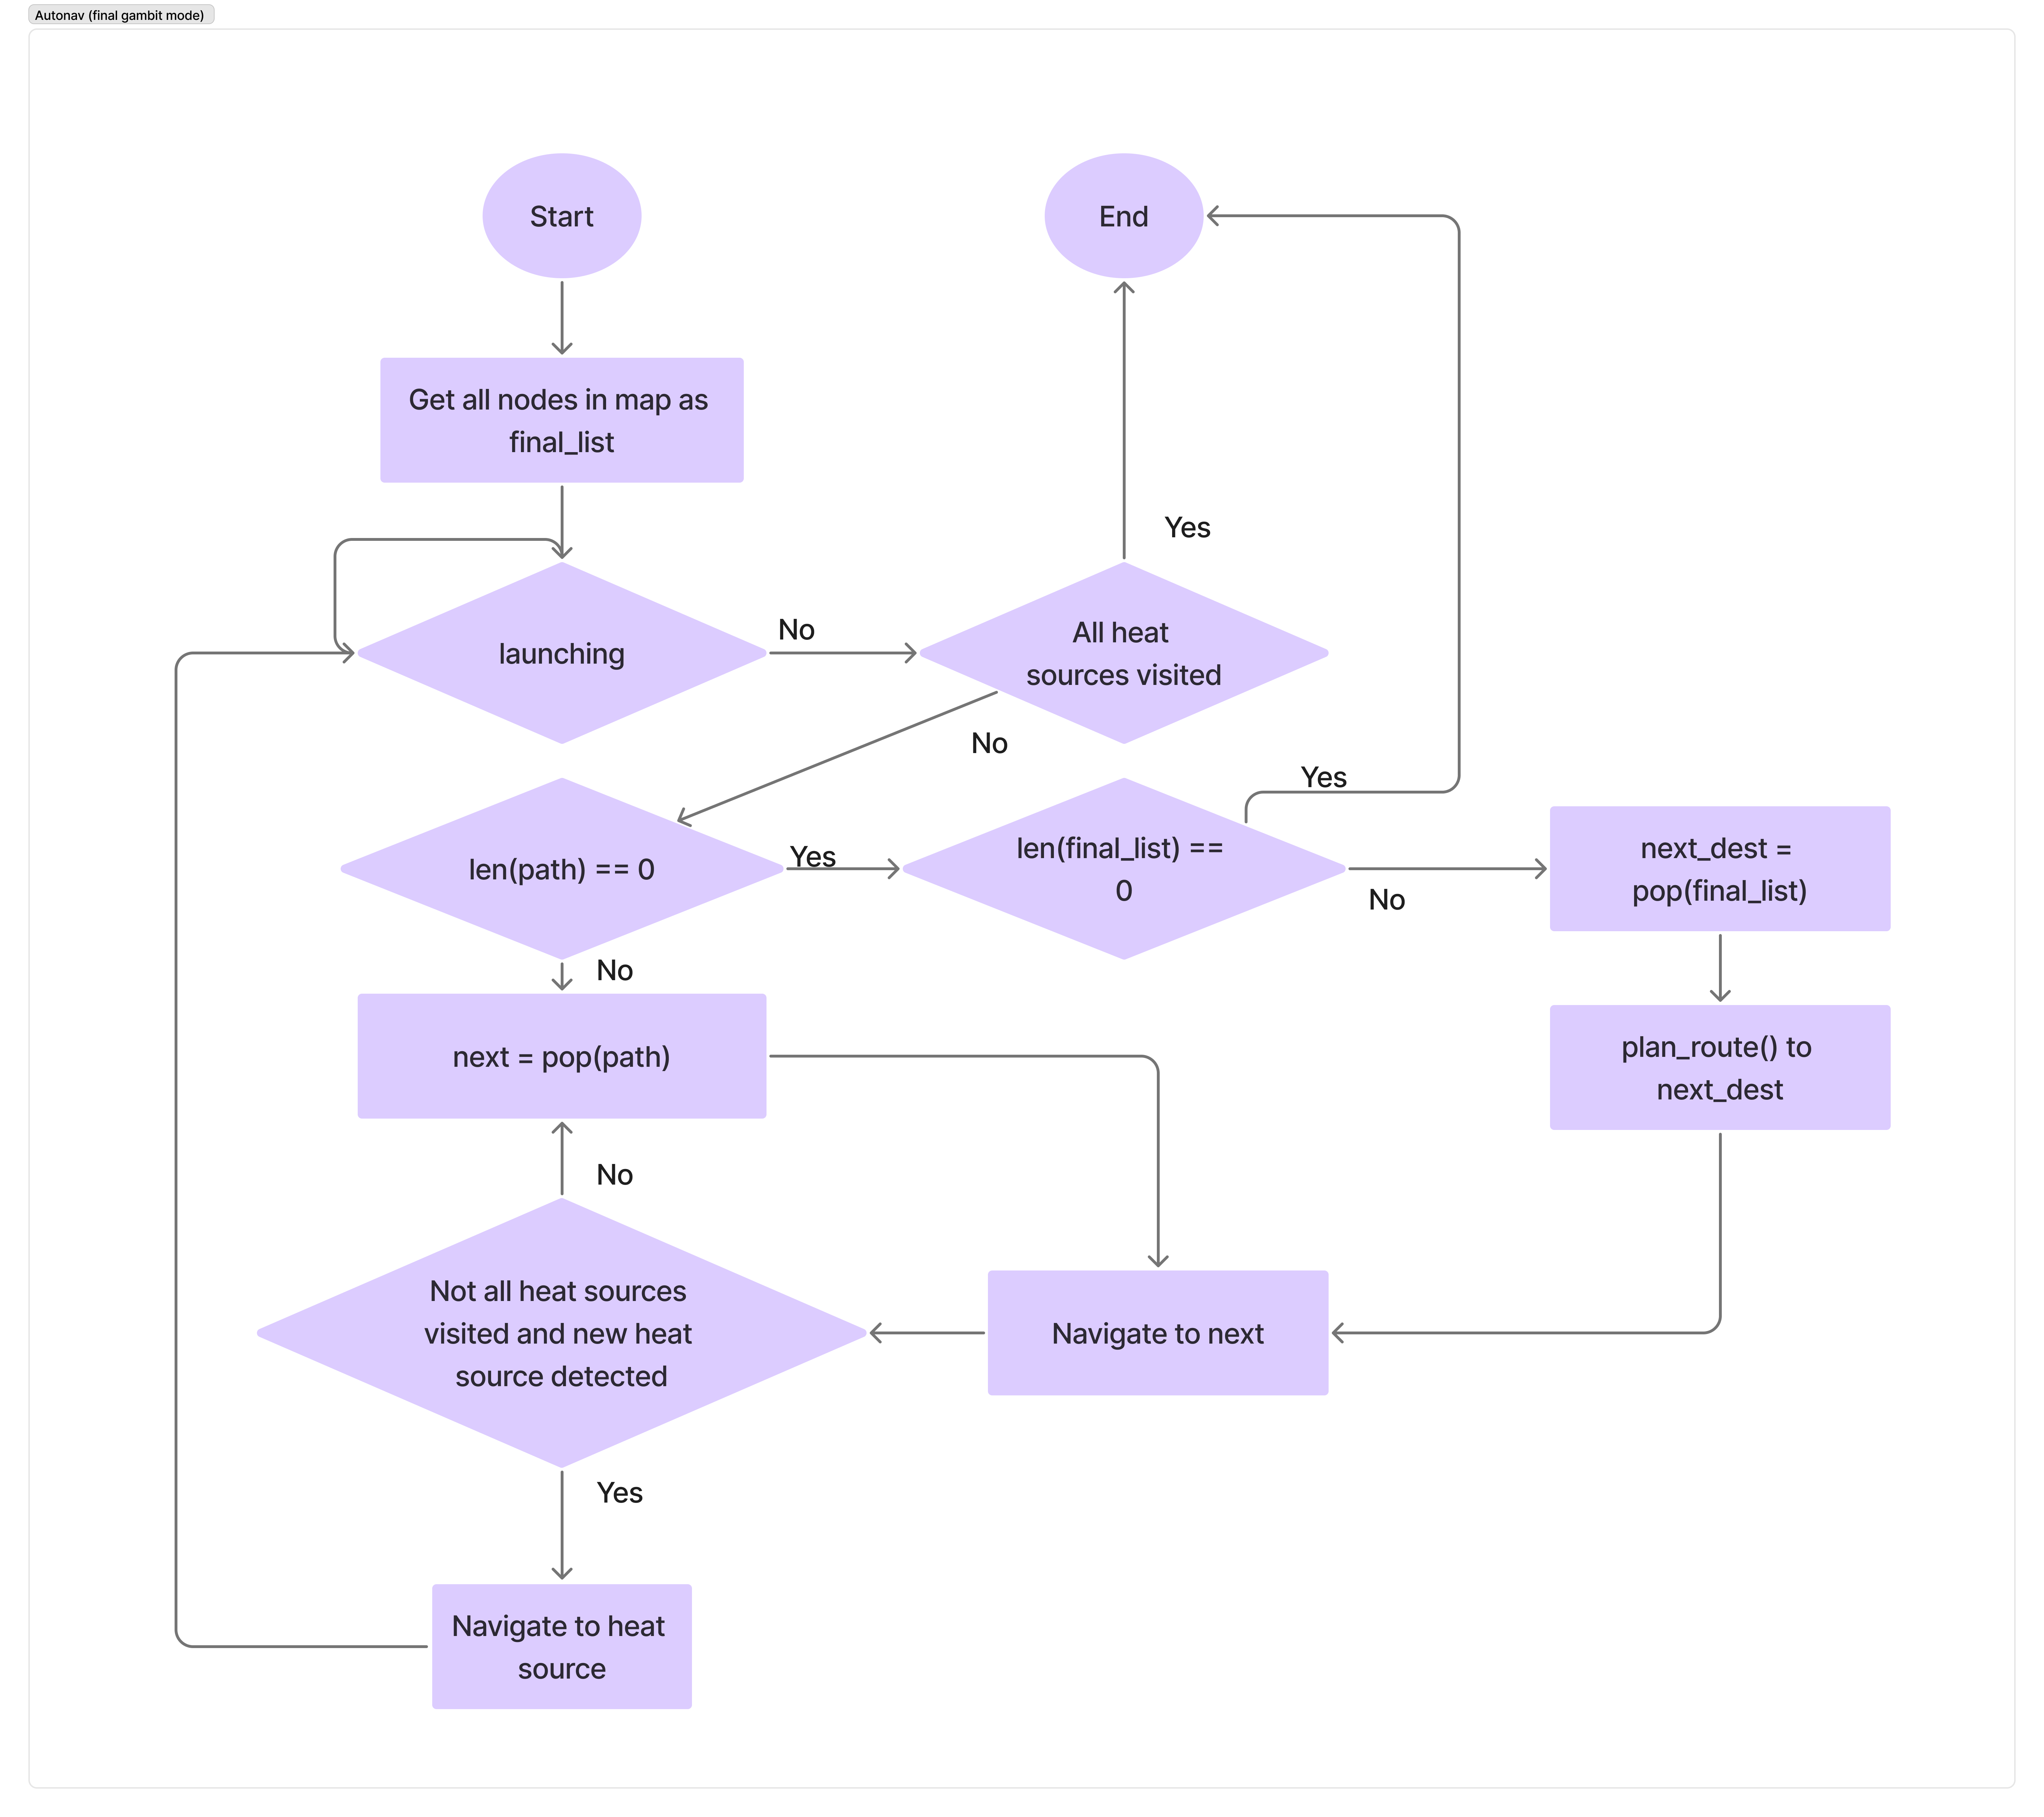 Autonav (final gambit mode)
Start
End
Get all nodes in map as
final_list
Yes
launching
No
All heat
sources visited
No
Yes
len(path) == 0
Yes
len(final_list) ==
0
No
next_dest =
pop(final_list)
No
next = pop(path)
plan_route() to
next_dest
No
Not all heat sources
visited and new heat
source detected
Navigate to next
Yes
Navigate to heat
source